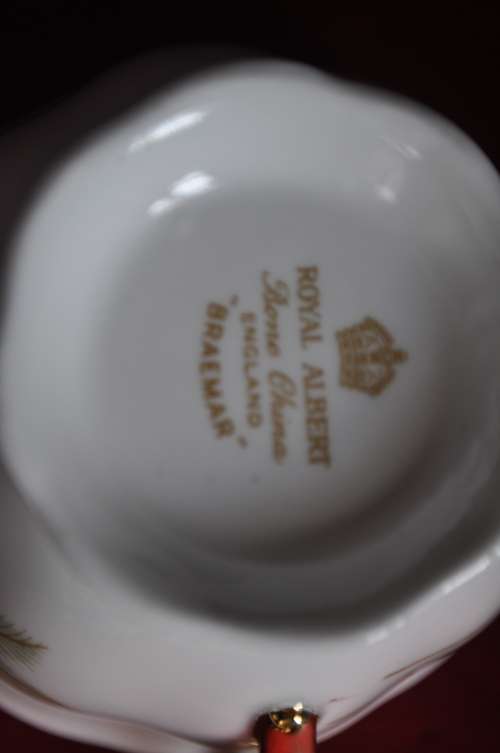 ROYAL ALBERT
Bone China
ENGLAND
"BRAEMAR"